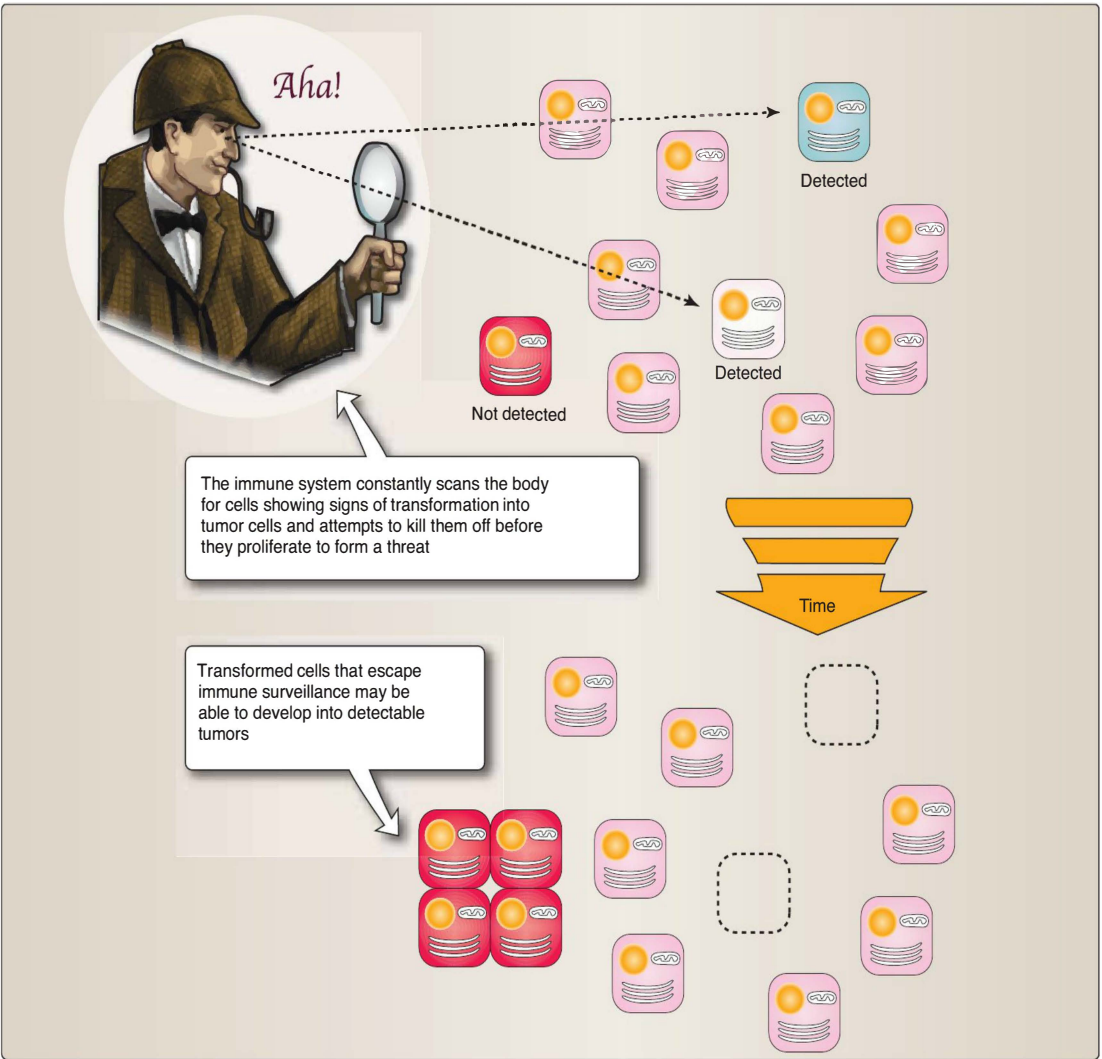 Aha!
Detected
Detected
Not detected
The immune system constantly scans the body
for cells showing signs of transformation into
tumor cells and attempts to kill them off before
they proliferate to form a threat
Time
Transformed cells that escape
immune surveillance may be
able to develop into detectable
tumors